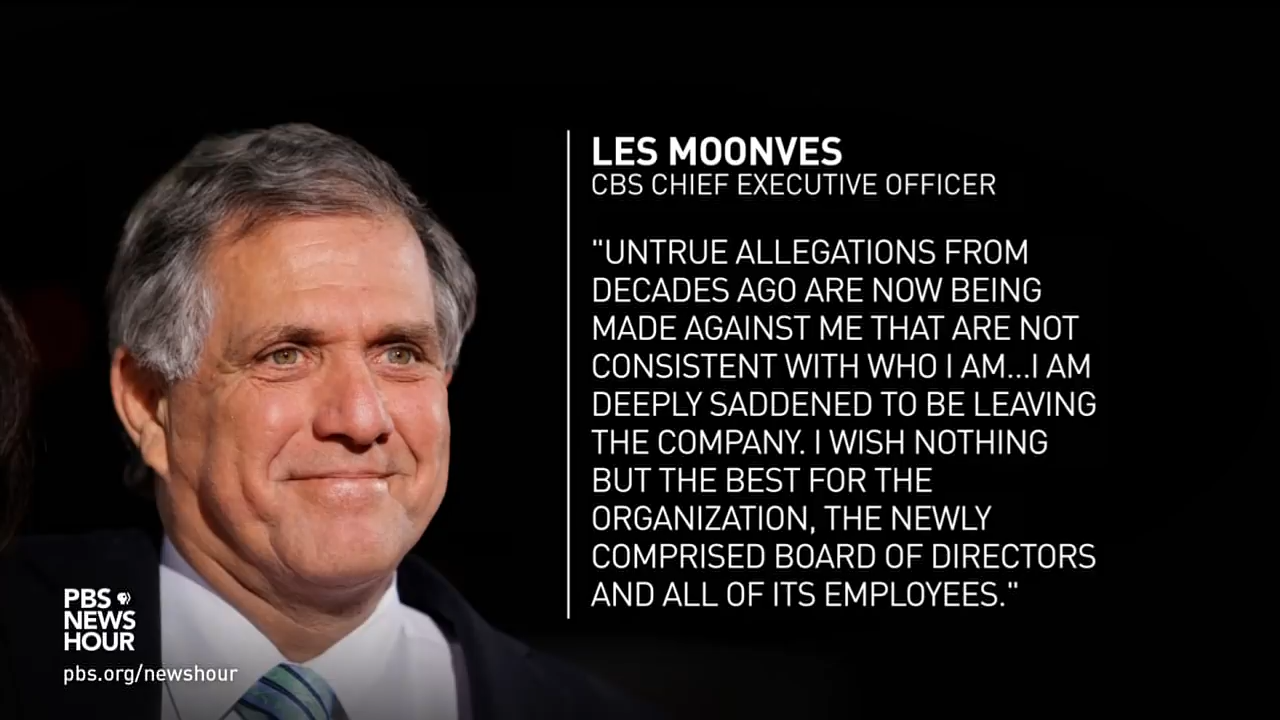 LES MOONVES
CBS CHIEF EXECUTIVE OFFICER
"UNTRUE ALLEGATIONS FROM
DECADES AGO ARE NOW BEING
MADE AGAINST ME THAT ARE NOT
CONSISTENT WITH WHO I AM...I AM
DEEPLY SADDENED TO BE LEAVING
THE COMPANY. I WISH NOTHING
BUT THE BEST FOR THE
ORGANIZATION, THE NEWLY
COMPRISED BOARD OF DIRECTORS
AND ALL OF ITS EMPLOYEES."
PBS
NEWS
HOUR
pbs.org/newshour